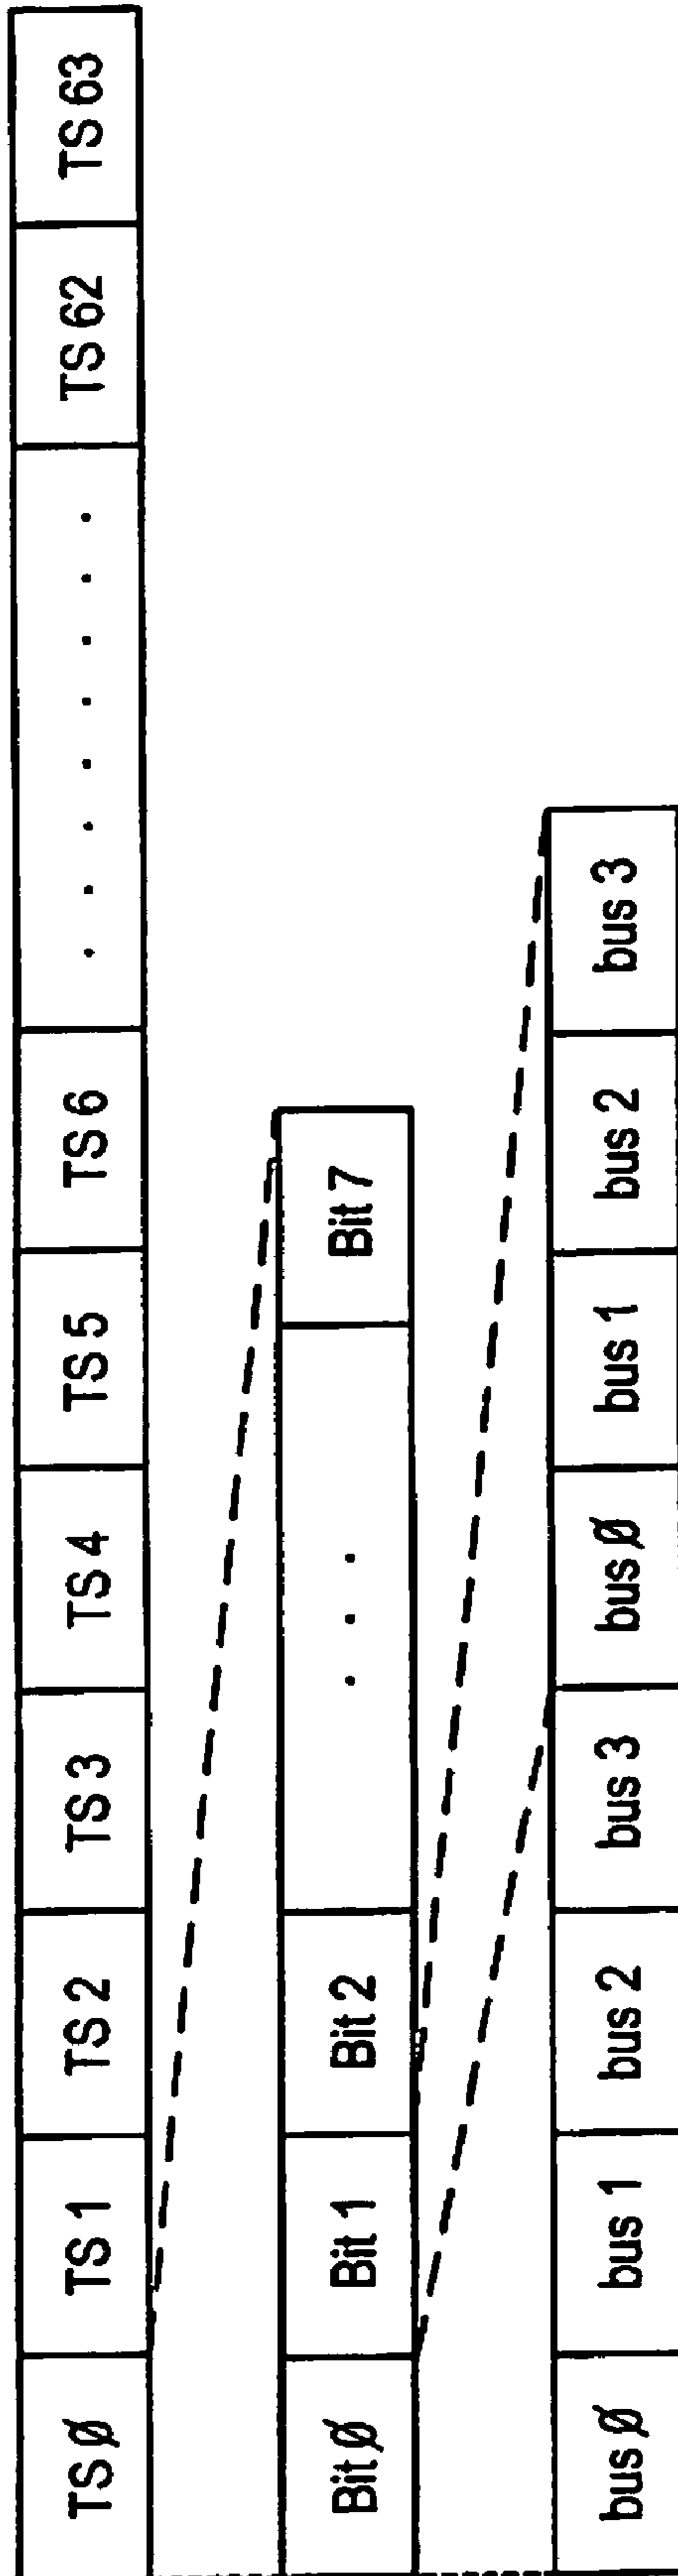 TS Ø TS 1 TS 2 TS 3 TS 4 TS 5 TS 6 . . . . . . . . TS 62 TS 63
Bit Ø Bit 1 Bit 2 . . . Bit 7
bus Ø bus 1 bus 2 bus 3 bus Ø bus 1 bus 2 bus 3